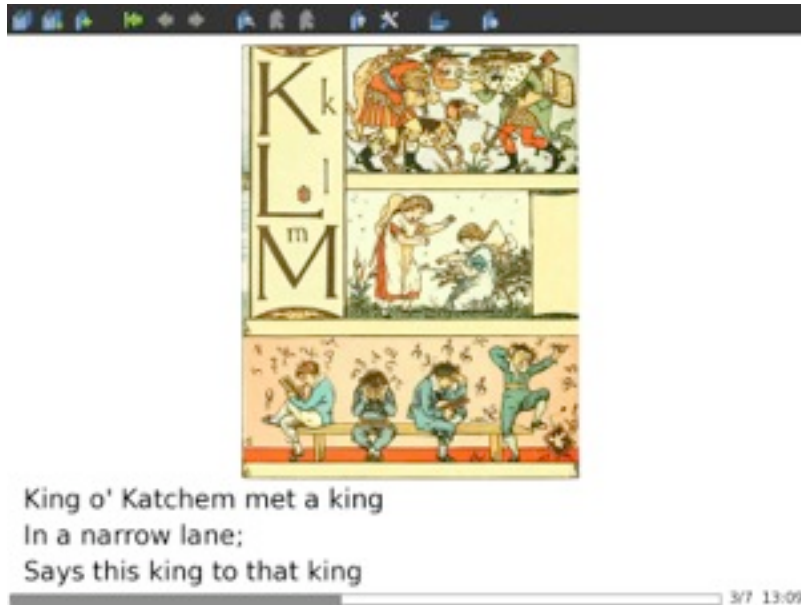 K k
L l
m
M
King o' Katchem met a king
In a narrow lane;
Says this king to that king
3/7 13:09